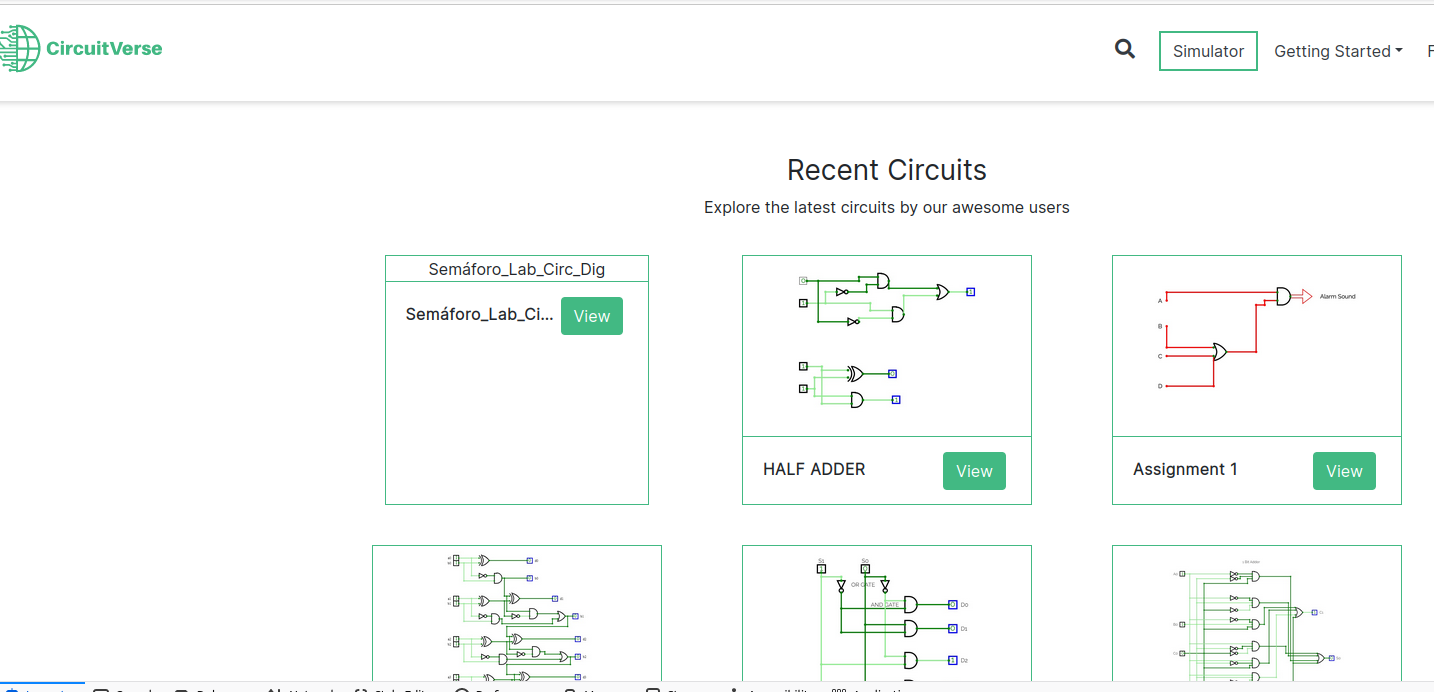 CircuitVerse
Simulator
Getting Started
Recent Circuits
Explore the latest circuits by our awesome users
Semáforo_Lab_Circ_Dig
Semáforo_Lab_Ci... View
A
B
C
D
Alarm Sound
HALF ADDER View
Assignment 1 View
OR GATE
AND GATE
D0
D1
D2